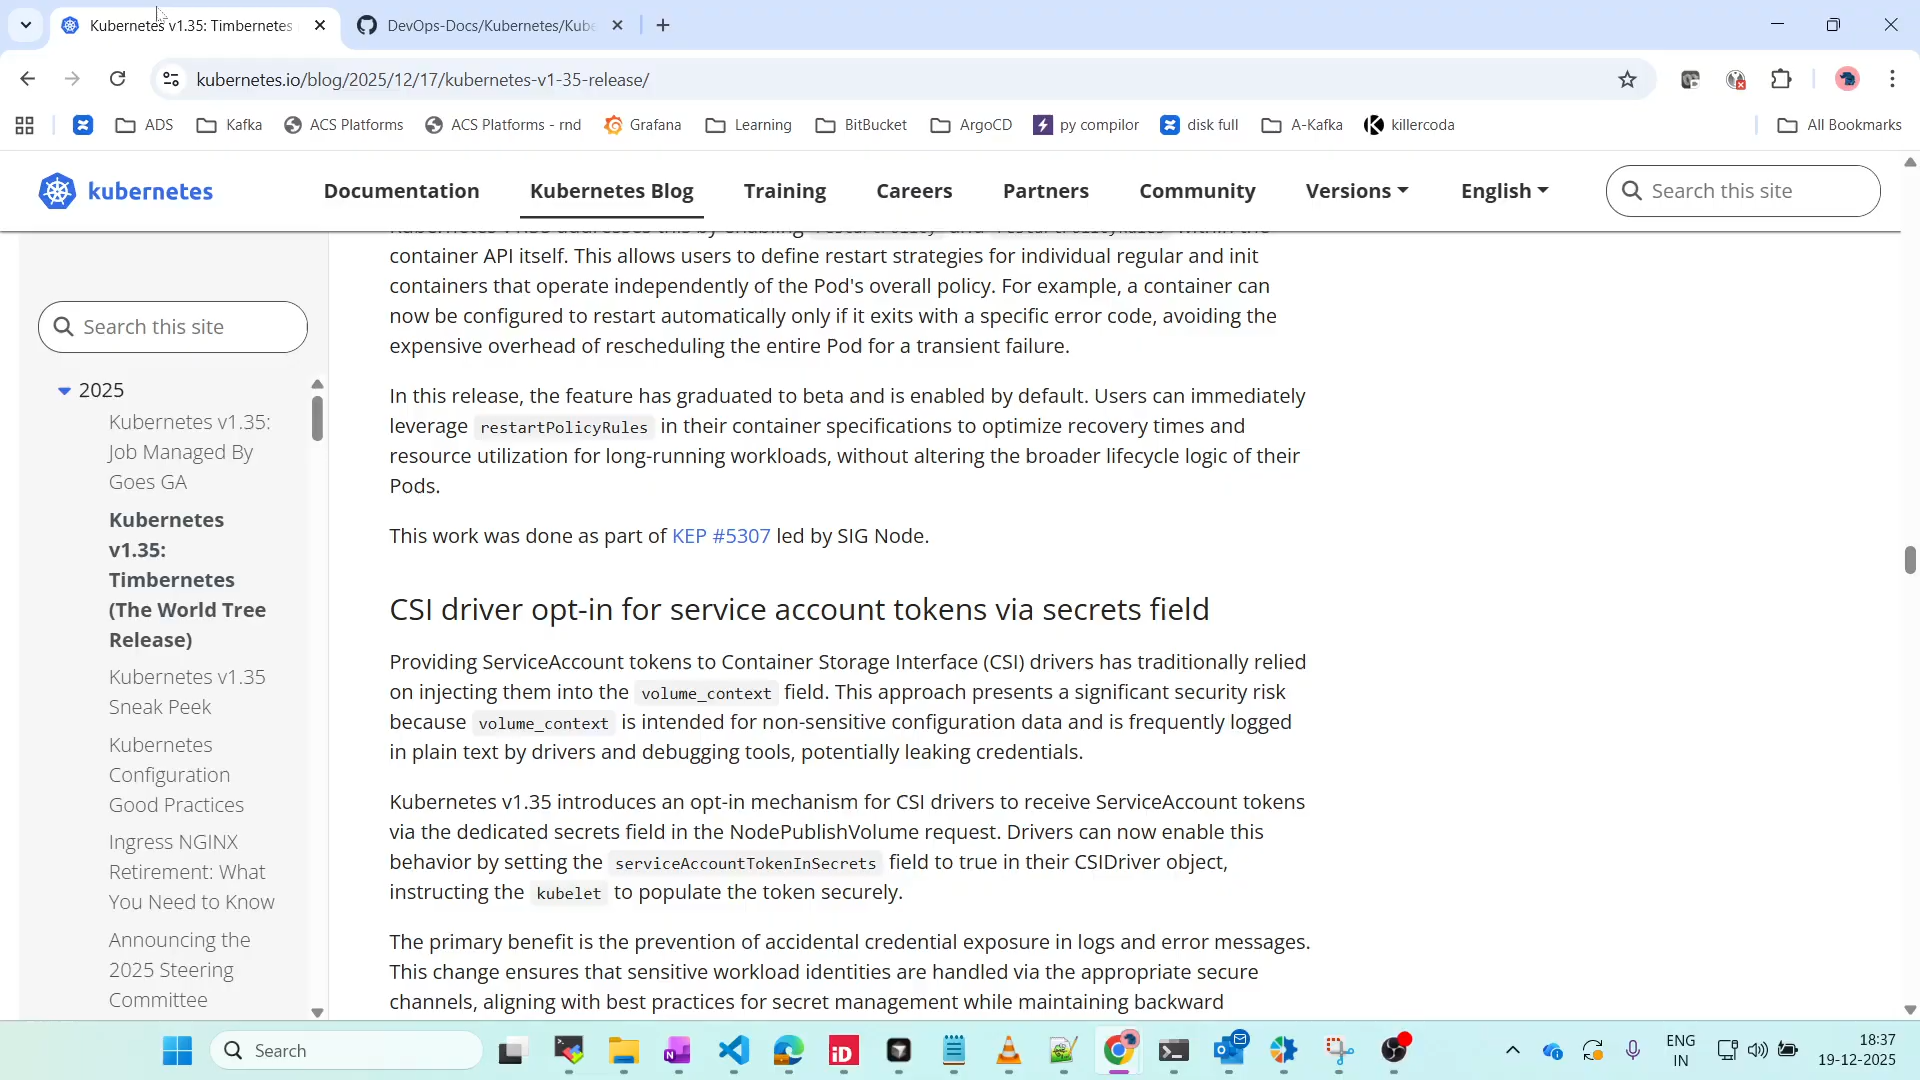 Kubernetes v1.35: Timbernetes
DevOps-Docs/Kubernetes/Kube
kubernetes.io/blog/2025/12/17/kubernetes-v1-35-release/
ADS
Kafka
ACS Platforms
ACS Platforms - rnd
Grafana
Learning
BitBucket
ArgoCD
py compilor
disk full
A-Kafka
killercoda
All Bookmarks
kubernetes
Documentation
Kubernetes Blog
Training
Careers
Partners
Community
Versions
English
Search this site
Search this site
2025
Kubernetes v1.35:
Job Managed By
Goes GA
Kubernetes
v1.35:
Timbernetes
(The World Tree
Release)
Kubernetes v1.35
Sneak Peek
Kubernetes
Configuration
Good Practices
Ingress NGINX
Retirement: What
You Need to Know
Announcing the
2025 Steering
Committee
container API itself. This allows users to define restart strategies for individual regular and init
containers that operate independently of the Pod's overall policy. For example, a container can
now be configured to restart automatically only if it exits with a specific error code, avoiding the
expensive overhead of rescheduling the entire Pod for a transient failure.
In this release, the feature has graduated to beta and is enabled by default. Users can immediately
leverage restartPolicyRules in their container specifications to optimize recovery times and
resource utilization for long-running workloads, without altering the broader lifecycle logic of their
Pods.
This work was done as part of KEP #5307 led by SIG Node.
CSI driver opt-in for service account tokens via secrets field
Providing ServiceAccount tokens to Container Storage Interface (CSI) drivers has traditionally relied
on injecting them into the volume_context field. This approach presents a significant security risk
because volume_context is intended for non-sensitive configuration data and is frequently logged
in plain text by drivers and debugging tools, potentially leaking credentials.
Kubernetes v1.35 introduces an opt-in mechanism for CSI drivers to receive ServiceAccount tokens
via the dedicated secrets field in the NodePublishVolume request. Drivers can now enable this
behavior by setting the serviceAccountTokenInSecrets field to true in their CSIDriver object,
instructing the kubelet to populate the token securely.
The primary benefit is the prevention of accidental credential exposure in logs and error messages.
This change ensures that sensitive workload identities are handled via the appropriate secure
channels, aligning with best practices for secret management while maintaining backward
Search
ENG
IN
18:37
19-12-2025